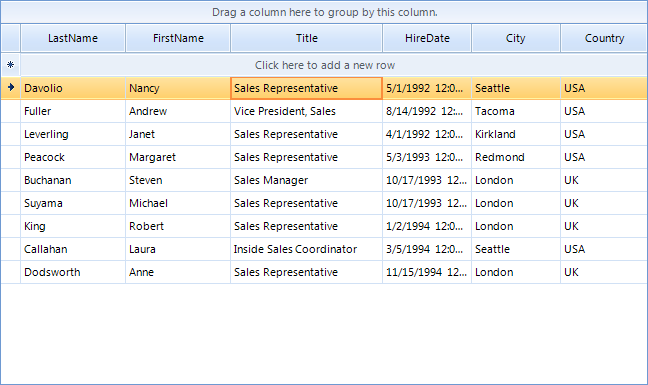 Drag a column here to group by this column.
LastName FirstName Title HireDate City Country
Click here to add a new row
Davolio Nancy Sales Representative 5/1/1992 12:0... Seattle USA
Fuller Andrew Vice President, Sales 8/14/1992 12:... Tacoma USA
Leverling Janet Sales Representative 4/1/1992 12:0... Kirkland USA
Peacock Margaret Sales Representative 5/3/1993 12:0... Redmond USA
Buchanan Steven Sales Manager 10/17/1993 12... London UK
Suyama Michael Sales Representative 10/17/1993 12... London UK
King Robert Sales Representative 1/2/1994 12:0... London UK
Callahan Laura Inside Sales Coordinator 3/5/1994 12:0... Seattle USA
Dodsworth Anne Sales Representative 11/15/1994 12... London UK